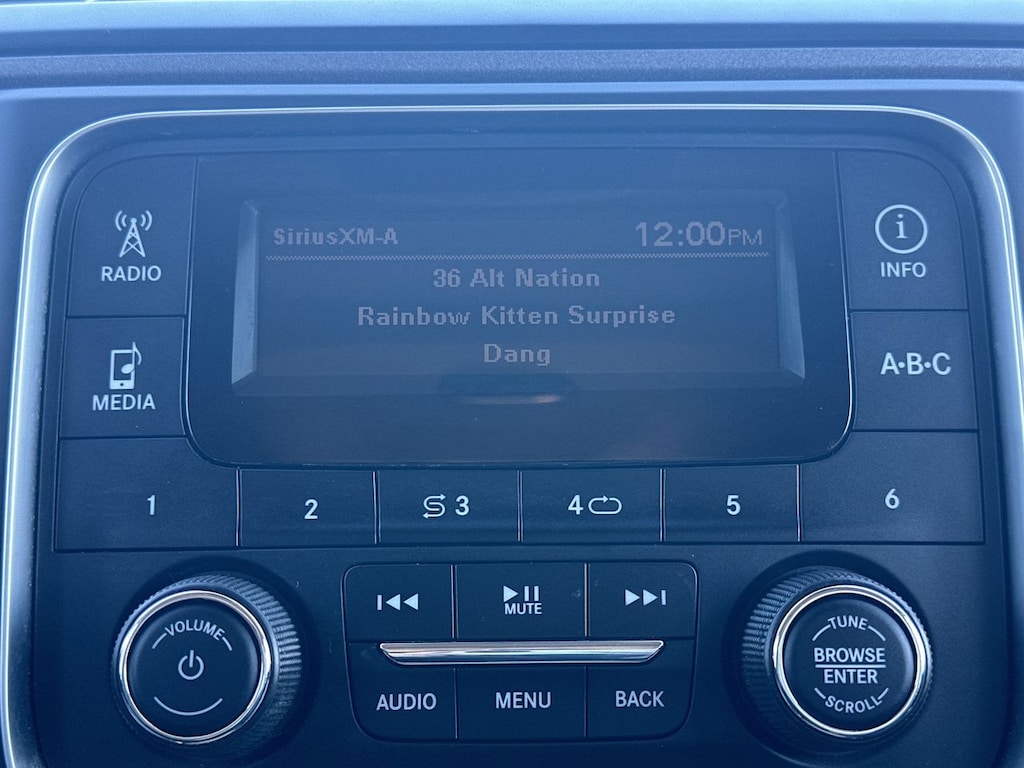 SiriusXM-A 12:00PM
36 Alt Nation
Rainbow Kitten Surprise
Dang
RADIO
INFO
MEDIA
A•B•C
1 2 3 4 5 6
MUTE
VOLUME
AUDIO MENU BACK
TUNE
BROWSE
ENTER
SCROLL